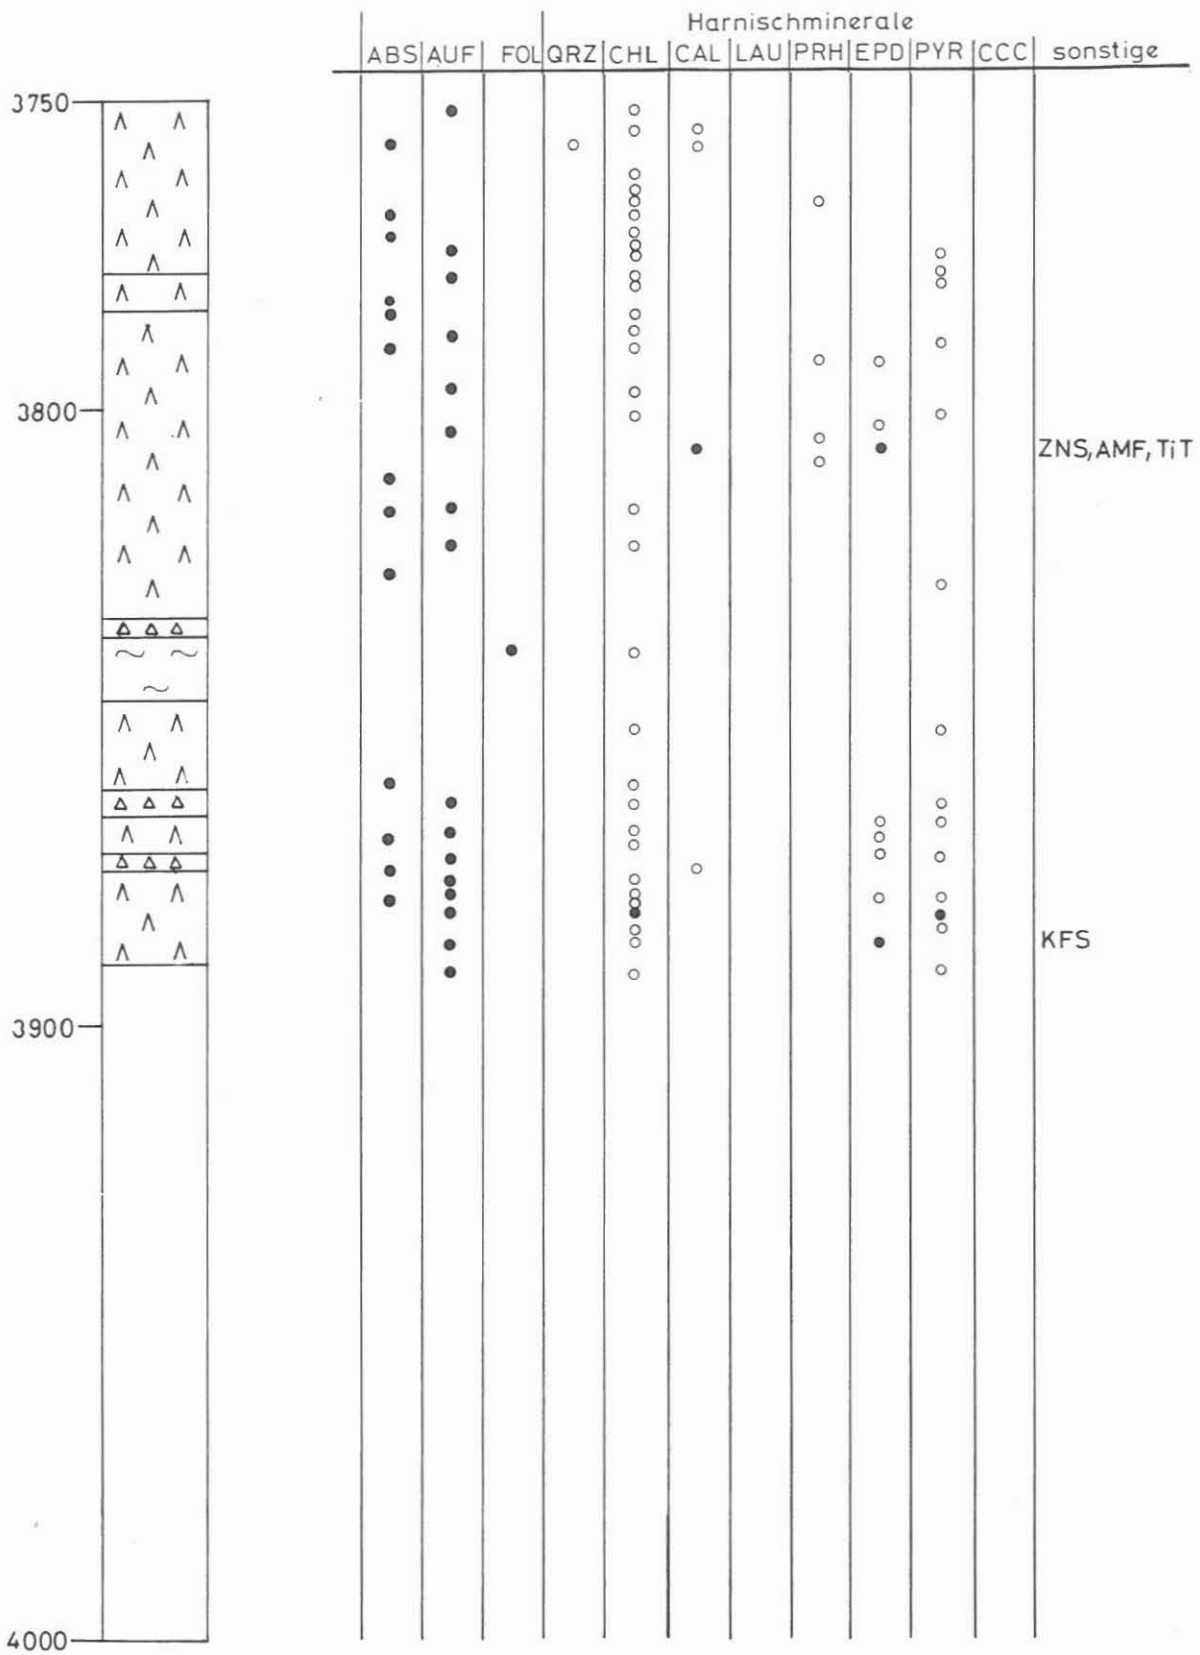 Harnischminerale
ABS AUF FOL QRZ CHL CAL LAU PRH EPD PYR CCC sonstige
3750
3800
ZNS, AMF, TiT
KFS
3900
4000